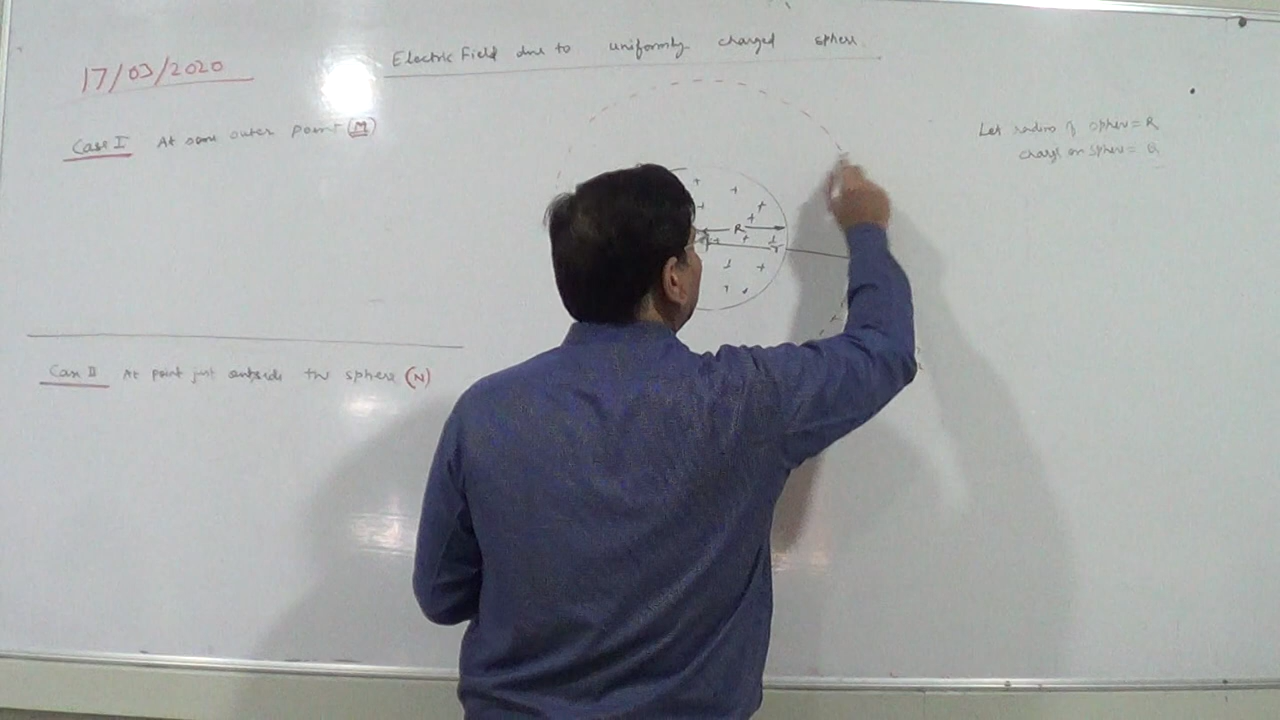 Electric Field due to uniformly charged sphere
17/03/2020
Case I At some outer point (M)
Let radius of sphere = R
charge on sphere = Q
R
r
Case II At point just outside the sphere (N)